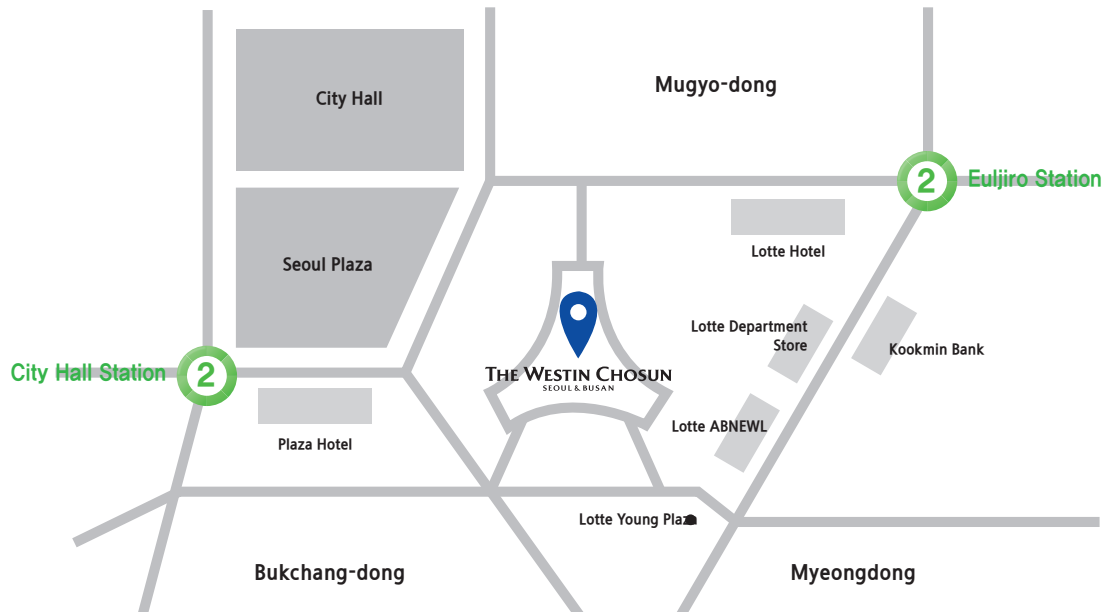 City Hall
Mugyo-dong
2
Euljiro Station
Lotte Hotel
Seoul Plaza
Lotte Department
Store
Kookmin Bank
City Hall Station
2
THE WESTIN CHOSUN
SEOUL & BUSAN
Plaza Hotel
Lotte ABNEWL
Lotte Young Plaza
Bukchang-dong
Myeongdong